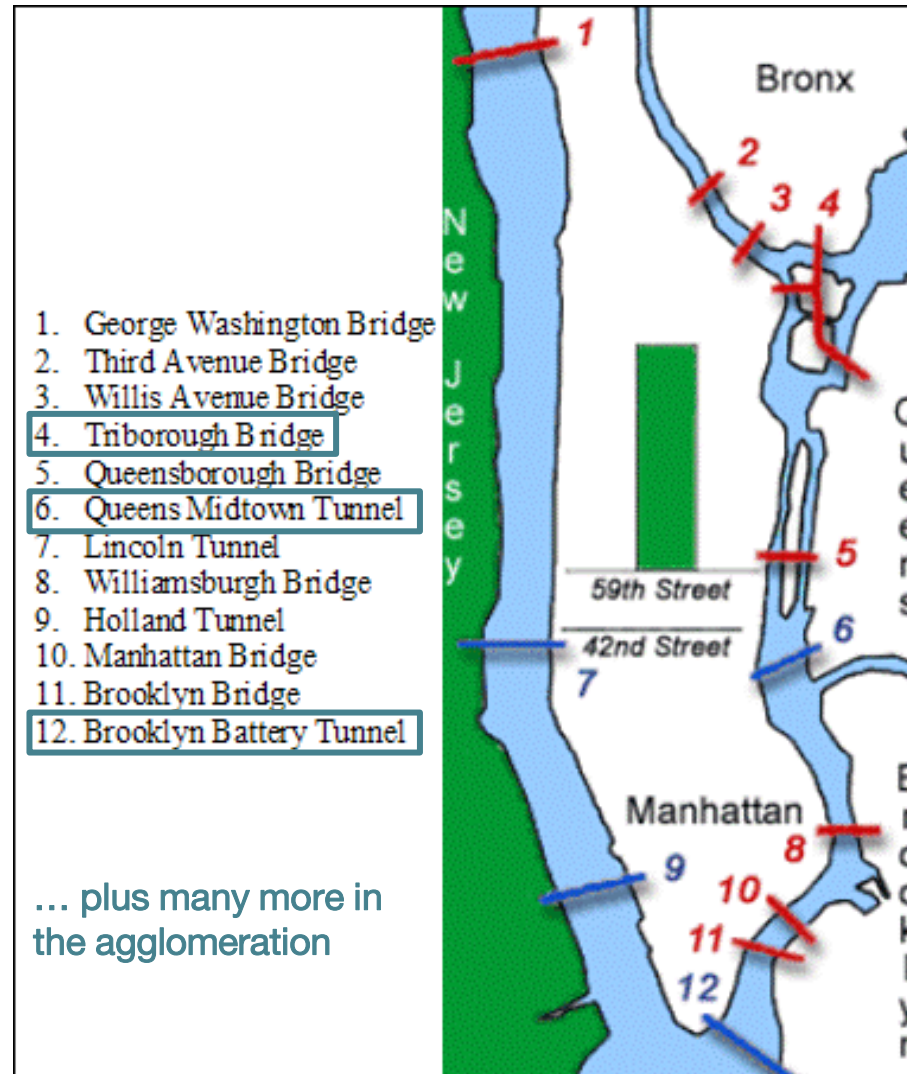 1. George Washington Bridge
2. Third Avenue Bridge
3. Willis Avenue Bridge
4. Triborough Bridge
5. Queensborough Bridge
6. Queens Midtown Tunnel
7. Lincoln Tunnel
8. Williamsburgh Bridge
9. Holland Tunnel
10. Manhattan Bridge
11. Brooklyn Bridge
12. Brooklyn Battery Tunnel
... plus many more in
the agglomeration
New Jersey
1
Bronx
2
3
4
59th Street
5
42nd Street
6
7
Manhattan
8
9
10
11
12